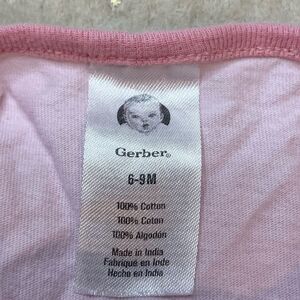 Gerber®
6-9M
100% Cotton
100% Coton
100% Algodón
Made in India
Fabriqué en Inde
Hecho en India